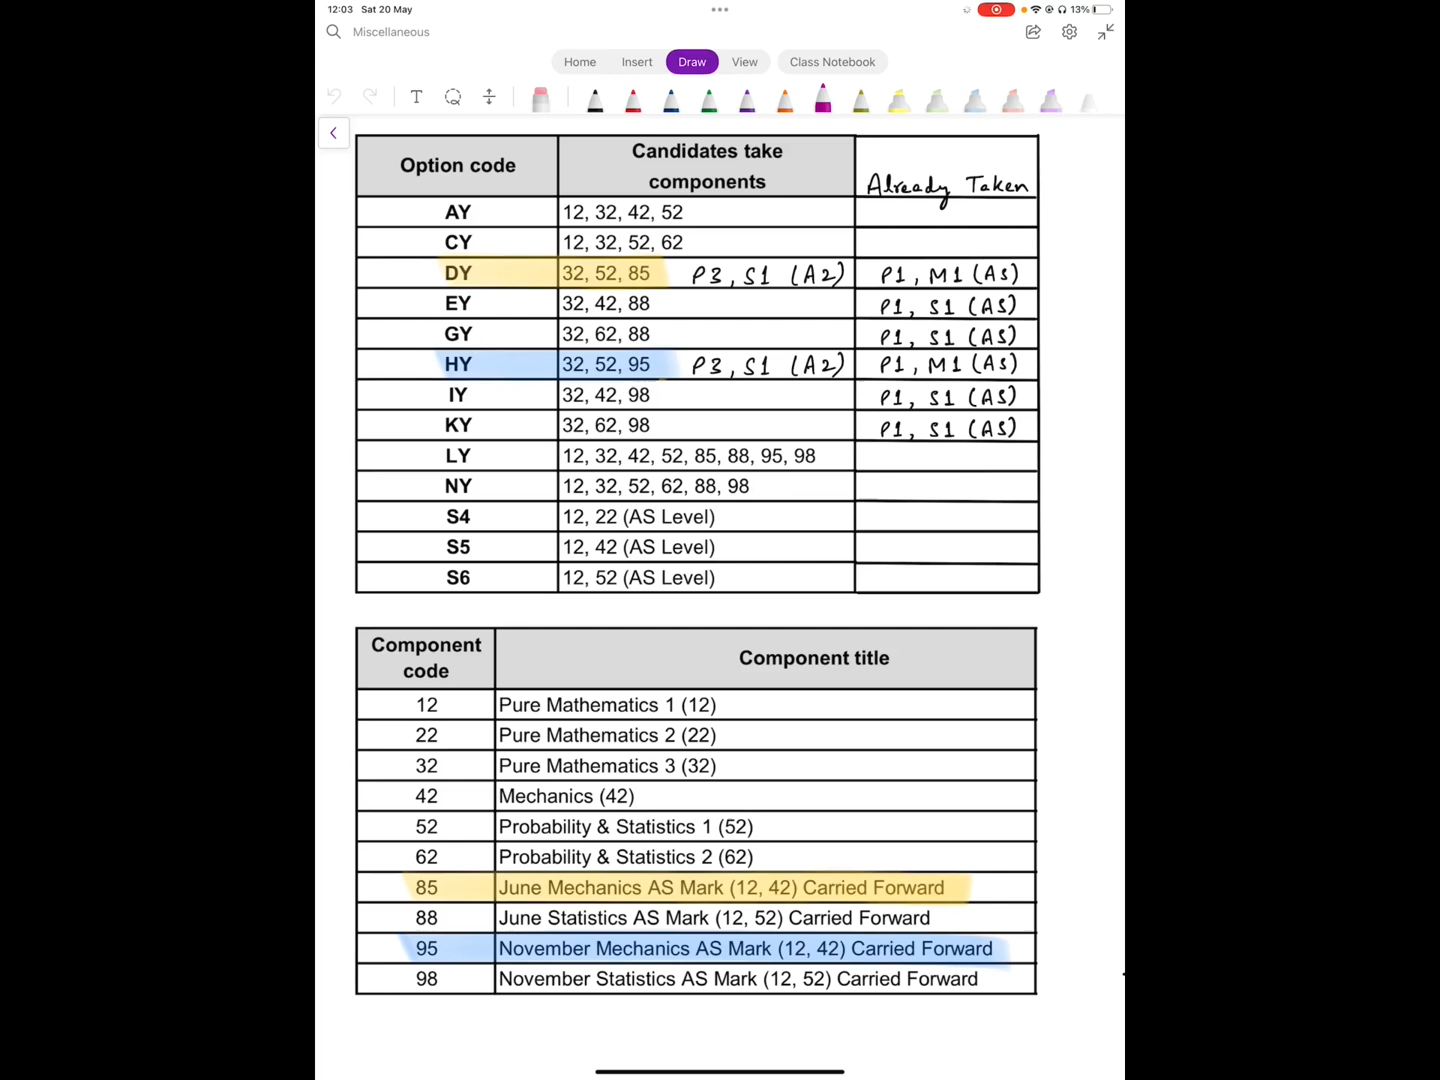 12:03 Sat 20 May
13%
Miscellaneous
Home Insert Draw View Class Notebook
T
Option code Candidates take components Already Taken
AY 12, 32, 42, 52
CY 12, 32, 52, 62
DY 32, 52, 85 P3, S1 (A2) P1, M1 (AS)
EY 32, 42, 88 P1, S1 (AS)
GY 32, 62, 88 P1, S1 (AS)
HY 32, 52, 95 P3, S1 (A2) P1, M1 (AS)
IY 32, 42, 98 P1, S1 (AS)
KY 32, 62, 98 P1, S1 (AS)
LY 12, 32, 42, 52, 85, 88, 95, 98
NY 12, 32, 52, 62, 88, 98
S4 12, 22 (AS Level)
S5 12, 42 (AS Level)
S6 12, 52 (AS Level)
Component code Component title
12 Pure Mathematics 1 (12)
22 Pure Mathematics 2 (22)
32 Pure Mathematics 3 (32)
42 Mechanics (42)
52 Probability & Statistics 1 (52)
62 Probability & Statistics 2 (62)
85 June Mechanics AS Mark (12, 42) Carried Forward
88 June Statistics AS Mark (12, 52) Carried Forward
95 November Mechanics AS Mark (12, 42) Carried Forward
98 November Statistics AS Mark (12, 52) Carried Forward